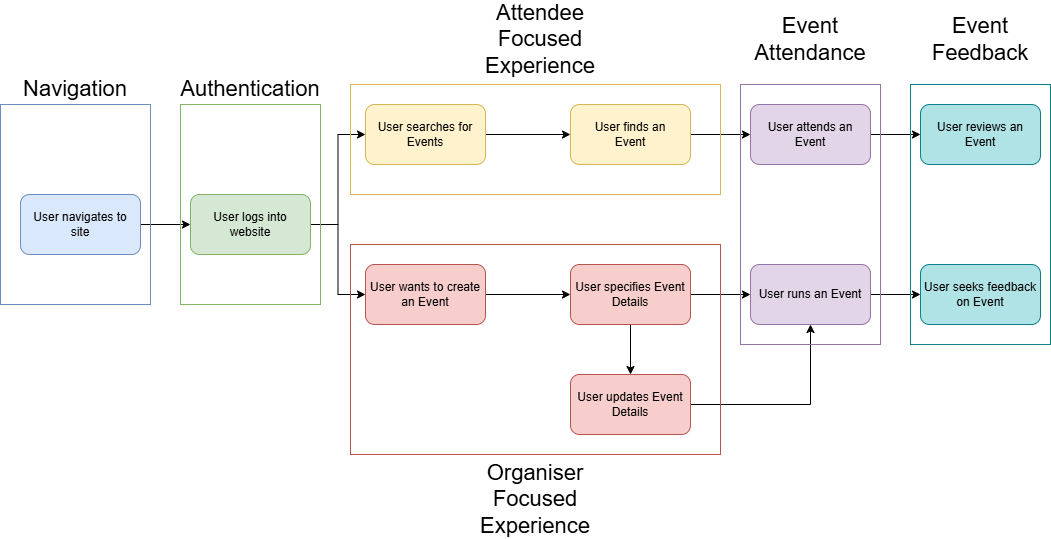 Navigation
Authentication
Attendee
Focused
Experience
Event
Attendance
Event
Feedback
User navigates to
site
User logs into
website
User searches for
Events
User finds an
Event
User attends an
Event
User reviews an
Event
User wants to create
an Event
User specifies Event
Details
User runs an Event
User seeks feedback
on Event
User updates Event
Details
Organiser
Focused
Experience